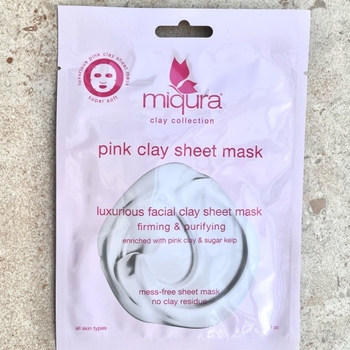 luxurious pink clay sheet mask
super soft
miqura
clay collection
pink clay sheet mask
luxurious facial clay sheet mask
firming & purifying
enriched with pink clay & sugar kelp
mess-free sheet mask
no clay residue
all skin types